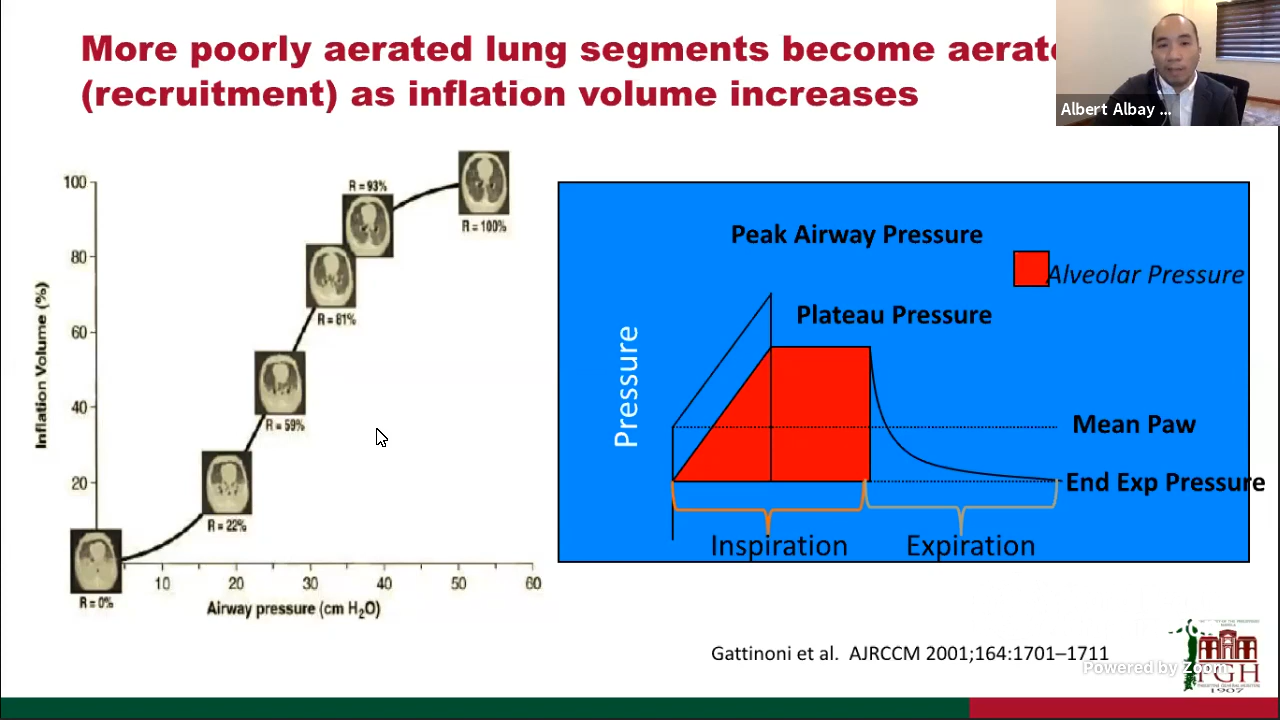 More poorly aerated lung segments become aerate
(recruitment) as inflation volume increases
Albert Albay ...
100
80
60
40
20
Inflation Volume (%)
R = 0%
R = 22%
R = 59%
R = 81%
R = 93%
R = 100%
10
20
30
40
50
60
Airway pressure (cm H₂O)
Peak Airway Pressure
Alveolar Pressure
Plateau Pressure
Pressure
Mean Paw
End Exp Pressure
Inspiration
Expiration
Gattinoni et al. AJRCCM 2001;164:1701–1711
Powered by Zoom
PGH
1907